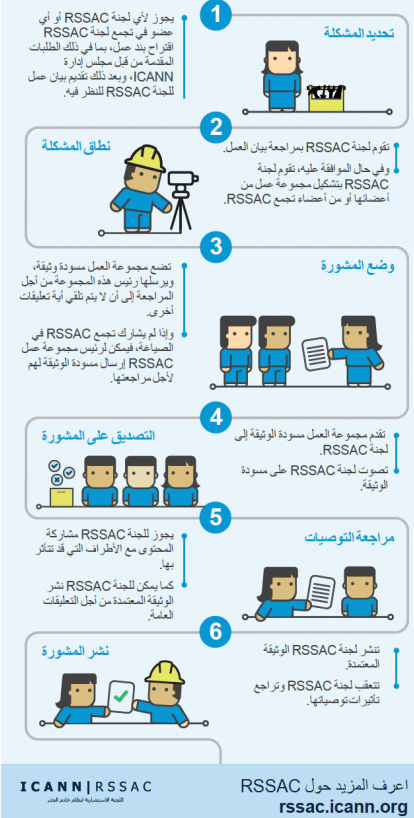 1
تحديد المشكلة
يجوز لأي لجنة RSSAC أو أي
عضو في تجمع لجنة RSSAC
اقتراح بند عمل، بما في ذلك الطلبات
المقدمة من قبل مجلس إدارة
ICANN، وبعد ذلك تقديم بيان عمل
للجنة RSSAC للنظر فيه.
2
نطاق المشكلة
تقوم لجنة RSSAC بمراجعة بيان العمل.
وفي حال الموافقة عليه، تقوم لجنة
RSSAC بتشكيل مجموعة عمل من
أعضائها أو من أعضاء تجمع RSSAC.
3
وضع المشورة
تضع مجموعة العمل مسودة وثيقة،
ويرسلها رئيس هذه المجموعة من أجل
المراجعة إلى أن لا يتم تلقي أية تعليقات
أخرى.
وإذا لم يشارك تجمع RSSAC في
الصياغة، فيمكن لرئيس مجموعة عمل
RSSAC إرسال مسودة الوثيقة لهم
لأجل مراجعتها.
4
التصديق على المشورة
تقدم مجموعة العمل مسودة الوثيقة إلى
لجنة RSSAC.
تصوت لجنة RSSAC على مسودة
الوثيقة.
5
مراجعة التوصيات
يجوز للجنة RSSAC مشاركة
المحتوى مع الأطراف التي قد تتأثر
بها.
كما يمكن للجنة RSSAC نشر
الوثيقة المعتمدة من أجل التعليقات
العامة.
6
نشر المشورة
تنشر لجنة RSSAC الوثيقة
المعتمدة.
تتعقب لجنة RSSAC وتراجع
تأثيرات توصياتها.
اعرف المزيد حول RSSAC
rssac.icann.org
ICANN|RSSAC
اللجنة الاستشارية لنظام خادم الجذر